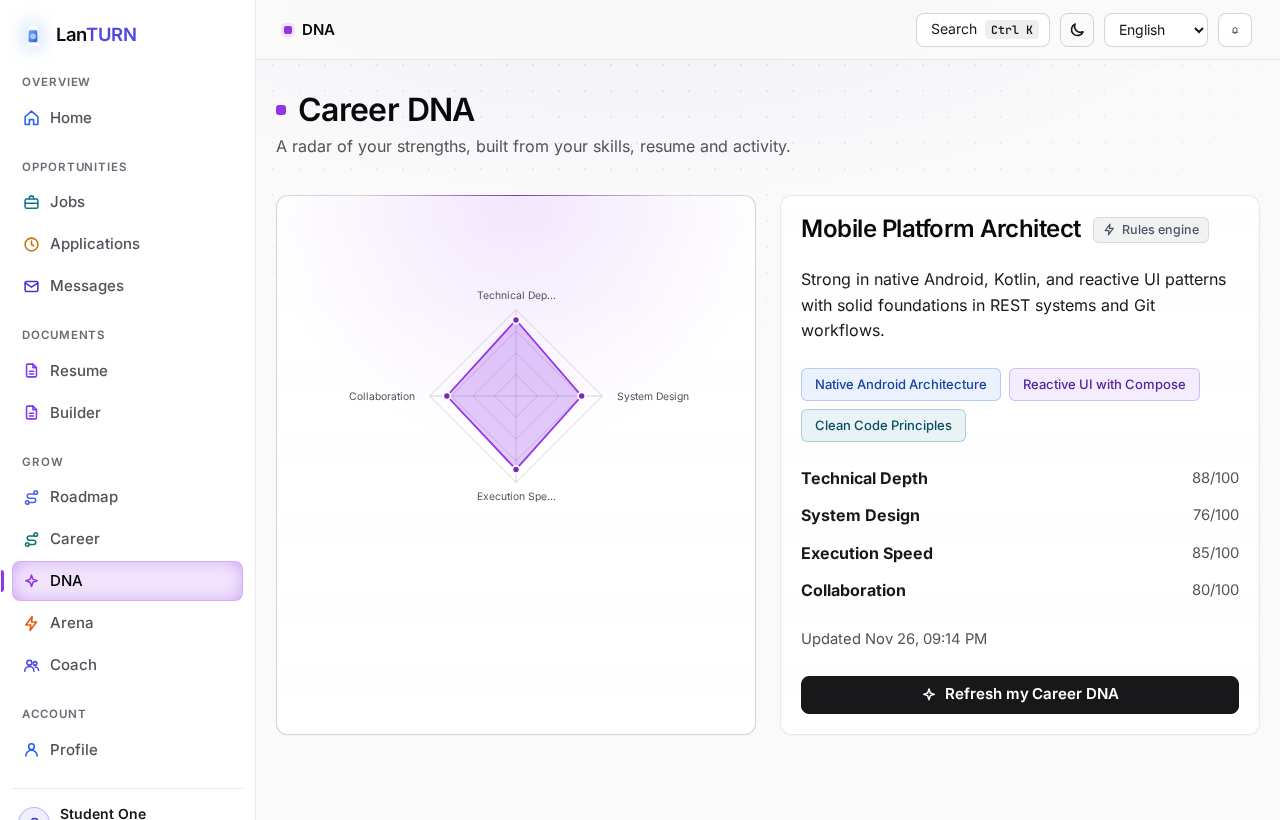 LanTURN
OVERVIEW
Home
OPPORTUNITIES
Jobs
Applications
Messages
DOCUMENTS
Resume
Builder
GROW
Roadmap
Career
DNA
Arena
Coach
ACCOUNT
Profile
Student One
DNA
Search Ctrl K
English
Career DNA
A radar of your strengths, built from your skills, resume and activity.
Technical Dep...
Collaboration
System Design
Execution Spe...
Mobile Platform Architect
Rules engine
Strong in native Android, Kotlin, and reactive UI patterns
with solid foundations in REST systems and Git
workflows.
Native Android Architecture
Reactive UI with Compose
Clean Code Principles
Technical Depth 88/100
System Design 76/100
Execution Speed 85/100
Collaboration 80/100
Updated Nov 26, 09:14 PM
Refresh my Career DNA